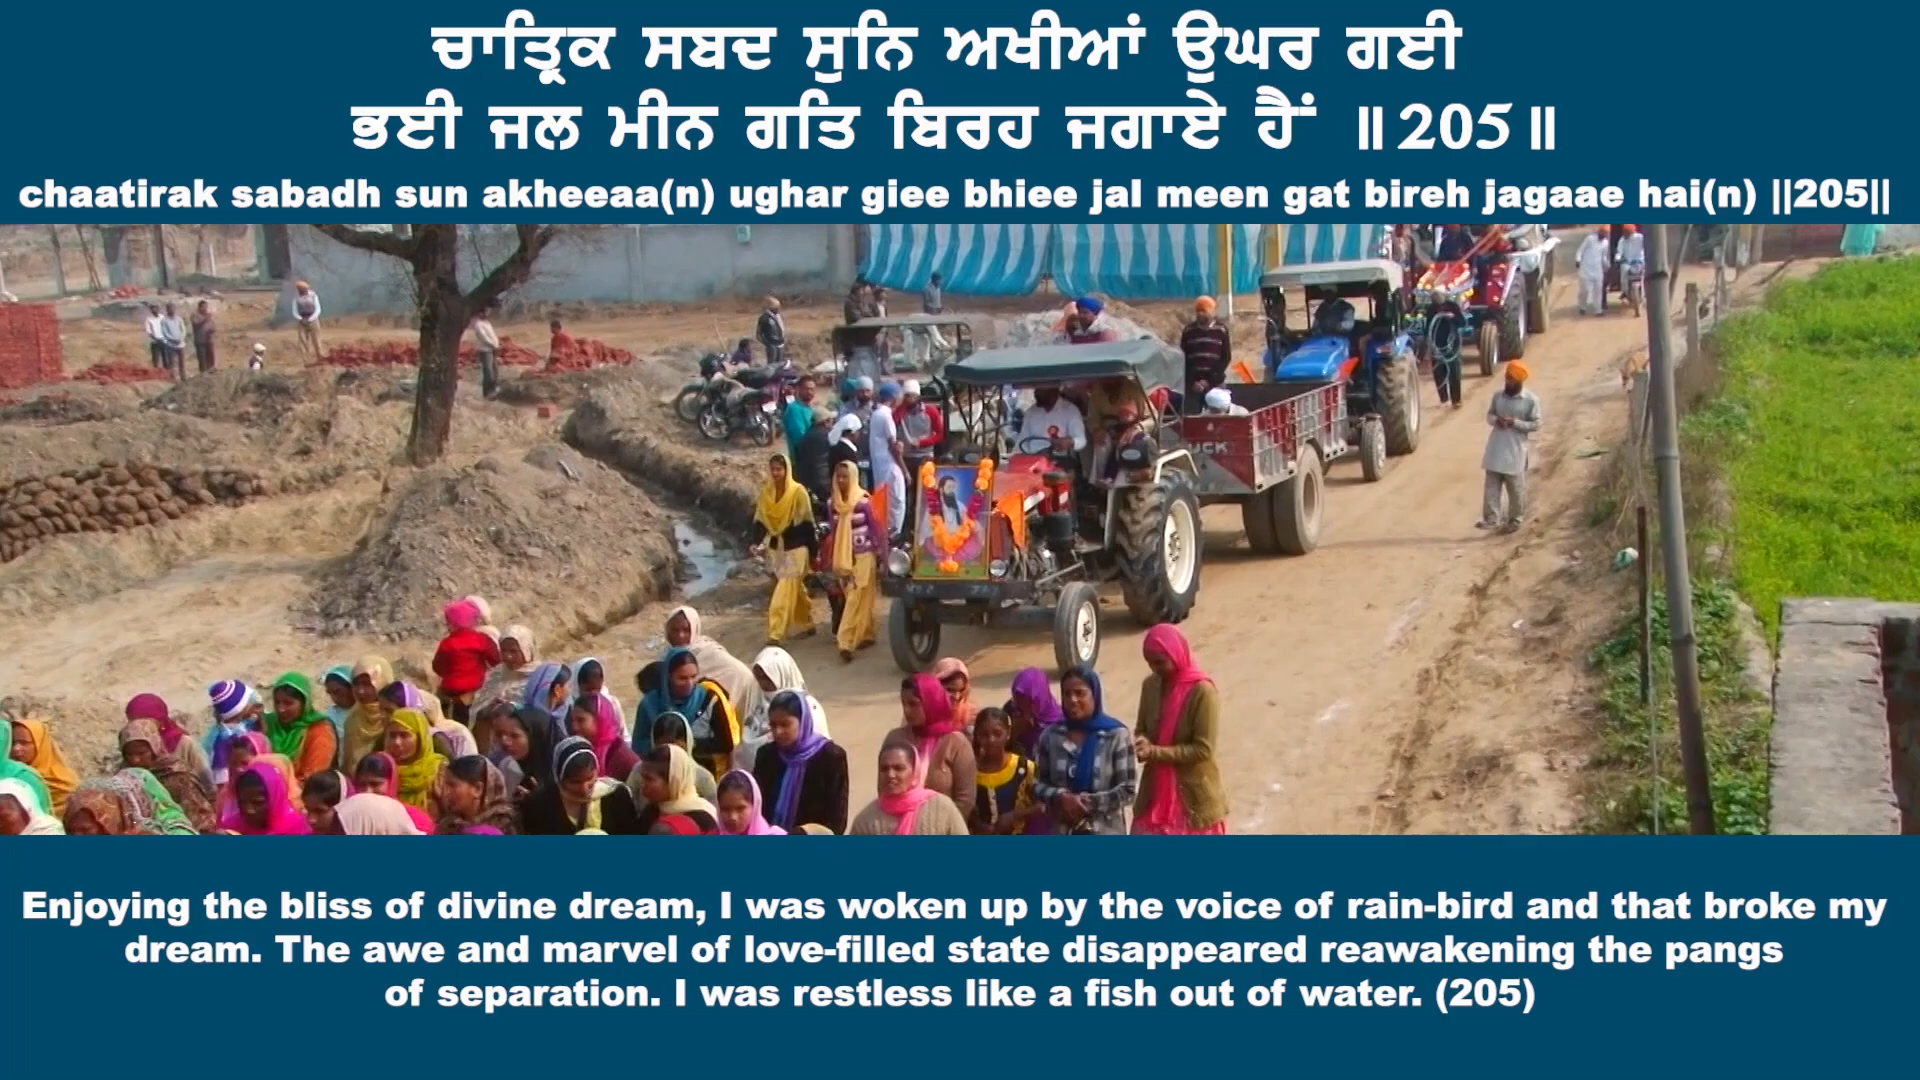 ਚਾਤ੍ਰਿਕ ਸਬਦ ਸੁਨਿ ਅਖੀਆਂ ਉਘਰ ਗਈ
ਭਈ ਜਲ ਮੀਨ ਗਤਿ ਬਿਰਹ ਜਗਾਏ ਹੈਂ ॥205॥
chaatirak sabadh sun akheeaa(n) ughar giee bhiee jal meen gat bireh jagaae hai(n) ||205||
UCK
Enjoying the bliss of divine dream, I was woken up by the voice of rain-bird and that broke my
dream. The awe and marvel of love-filled state disappeared reawakening the pangs
of separation. I was restless like a fish out of water. (205)